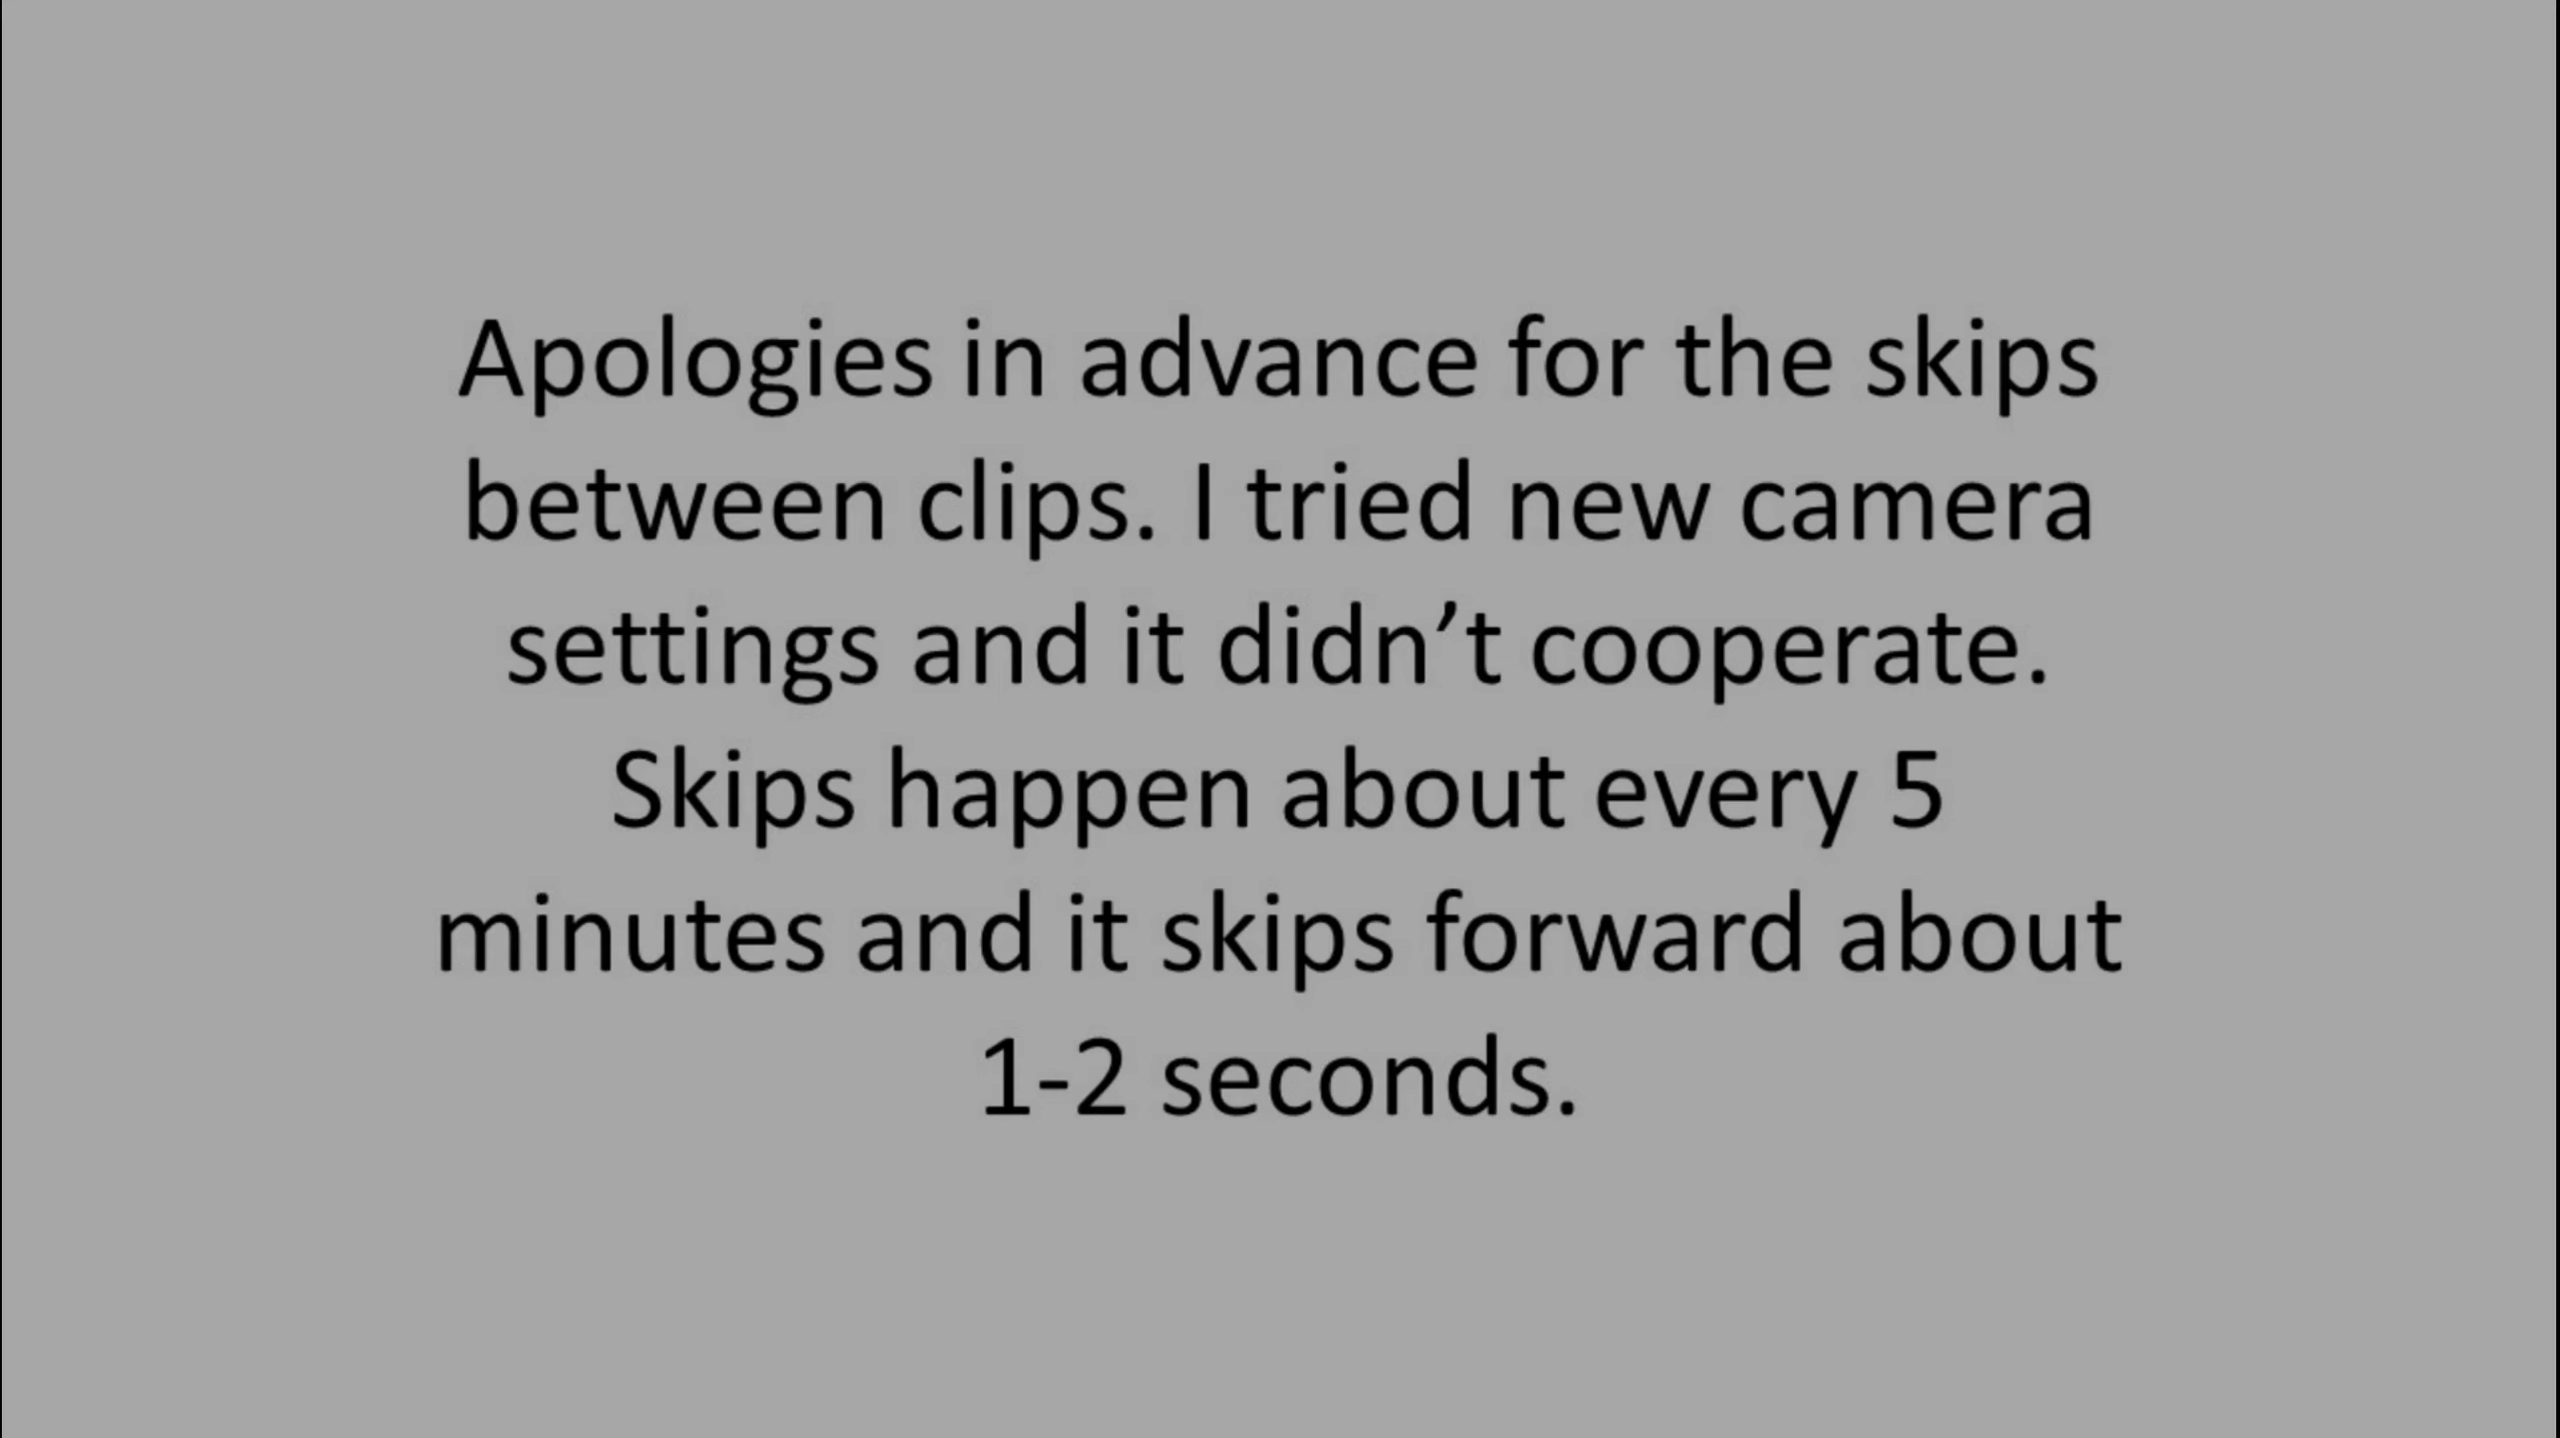 Apologies in advance for the skips
between clips. I tried new camera
settings and it didn’t cooperate.
Skips happen about every 5
minutes and it skips forward about
1-2 seconds.